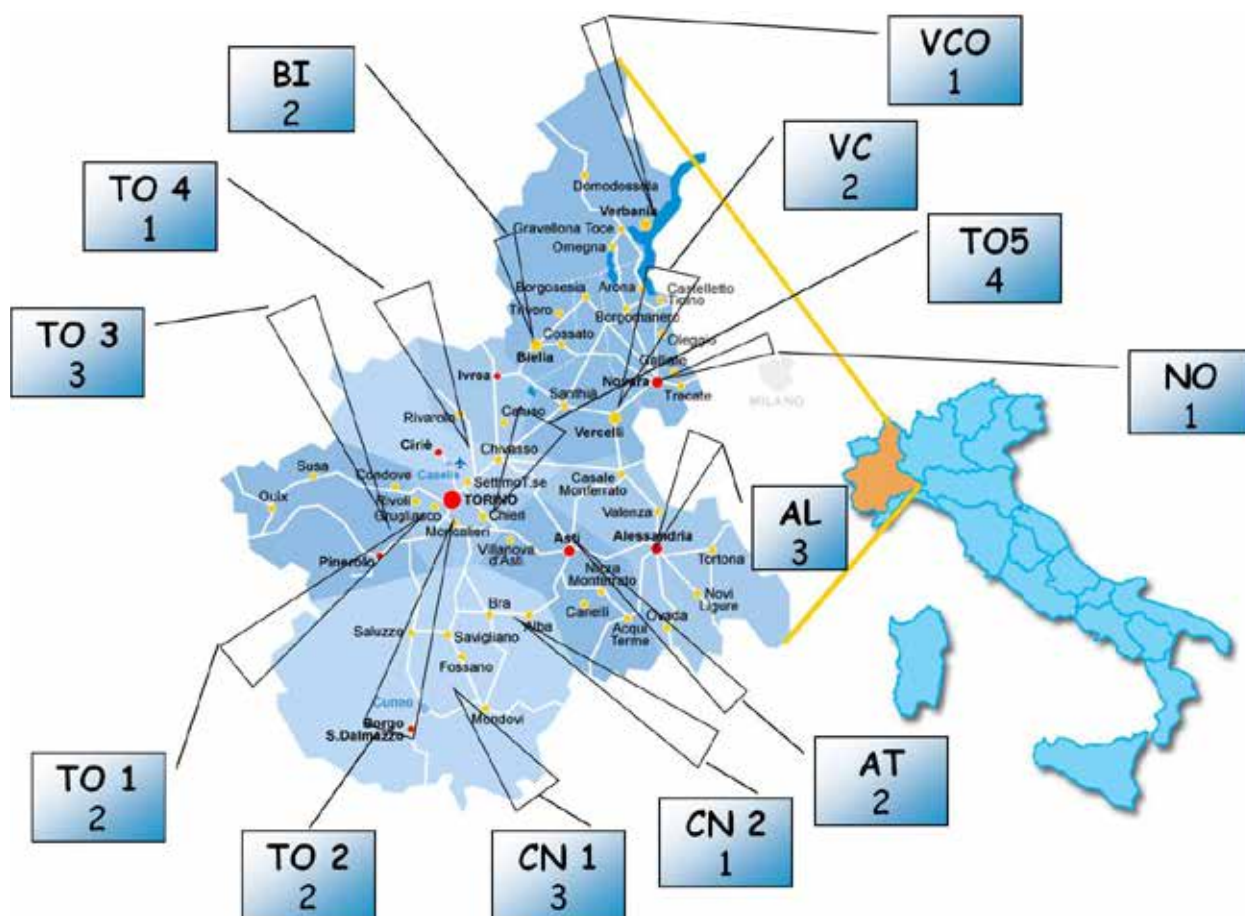 VCO
1
BI
2
VC
2
TO 4
1
TO5
4
TO 3
3
NO
1
AL
3
TO 1
2
TO 2
2
CN 1
3
CN 2
1
AT
2
Domodossola
Verbania
Gravellona Toce
Omegna
Borgosesia
Arona
Castelletto
Ticino
Trivoro
Borgomanero
Cossato
Oleggio
Biella
Galliate
Ivrea
Novara
Trecate
MILANO
Santhià
Rivarolo
Caluso
Vercelli
Ciriè
Chivasso
Caselle
Susa
Condove
SettimoT.se
Casale
Monferrato
Oulx
Rivoli
TORINO
Grugliasco
Chieri
Valenza
Moncalieri
Asti
Alessandria
Pinerolo
Villanova
d'Asti
Tortona
Nizza
Monferrato
Novi
Ligure
Bra
Canelli
Alba
Acqui
Terme
Ovada
Saluzzo
Savigliano
Fossano
Cuneo
Mondovì
Borgo
S.Dalmazzo